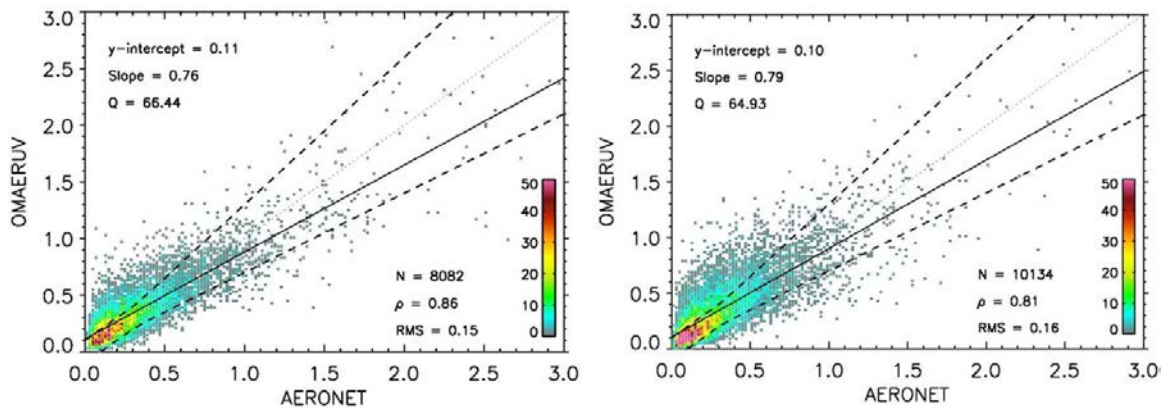 3.0
y-intercept = 0.11
2.5
Slope = 0.76
Q = 66.44
2.0
OMAERUV
1.5
50
40
1.0
30
N = 8082
20
0.5
ρ = 0.86
10
RMS = 0.15
0
0.0
0.0 0.5 1.0 1.5 2.0 2.5 3.0
AERONET
3.0
y-intercept = 0.10
2.5
Slope = 0.79
Q = 64.93
2.0
OMAERUV
1.5
50
40
1.0
30
N = 10134
20
0.5
ρ = 0.81
10
RMS = 0.16
0
0.0
0.0 0.5 1.0 1.5 2.0 2.5 3.0
AERONET